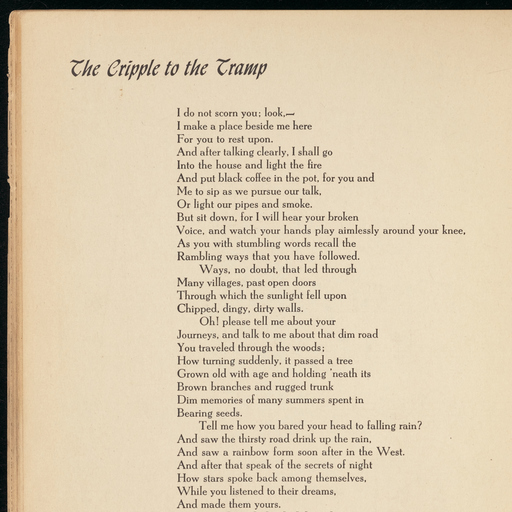 The Cripple to the Tramp
I do not scorn you; look,—
I make a place beside me here
For you to rest upon.
And after talking clearly, I shall go
Into the house and light the fire
And put black coffee in the pot, for you and
Me to sip as we pursue our talk,
Or light our pipes and smoke.
But sit down, for I will hear your broken
Voice, and watch your hands play aimlessly around your knee,
As you with stumbling words recall the
Rambling ways that you have followed.
Ways, no doubt, that led through
Many villages, past open doors
Through which the sunlight fell upon
Chipped, dingy, dirty walls.
Oh! please tell me about your
Journeys, and talk to me about that dim road
You traveled through the woods;
How turning suddenly, it passed a tree
Grown old with age and holding 'neath its
Brown branches and rugged trunk
Dim memories of many summers spent in
Bearing seeds.
Tell me how you bared your head to falling rain?
And saw the thirsty road drink up the rain,
And saw a rainbow form soon after in the West.
And after that speak of the secrets of night
How stars spoke back among themselves,
While you listened to their dreams,
And made them yours.